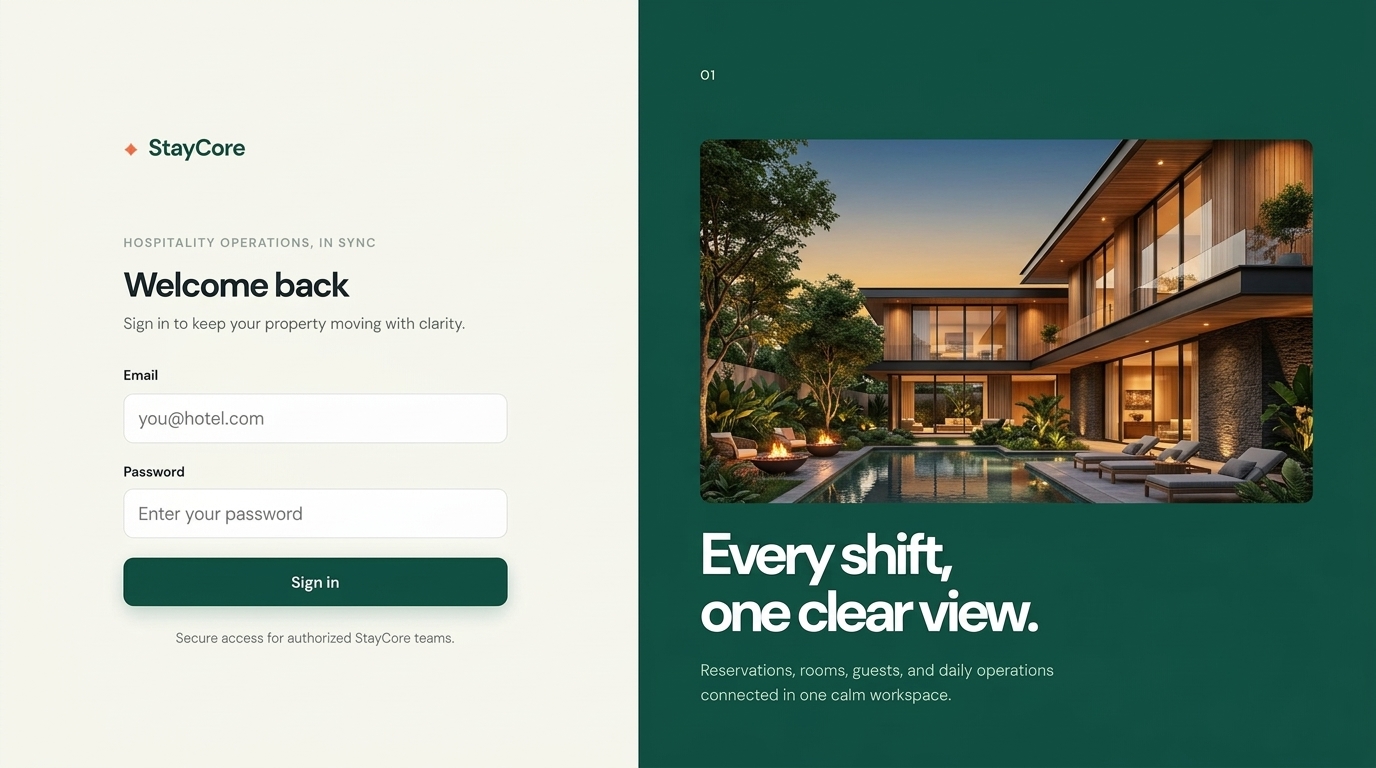 StayCore
HOSPITALITY OPERATIONS, IN SYNC
Welcome back
Sign in to keep your property moving with clarity.
Email
you@hotel.com
Password
Enter your password
Sign in
Secure access for authorized StayCore teams.
01
Every shift,
one clear view.
Reservations, rooms, guests, and daily operations
connected in one calm workspace.